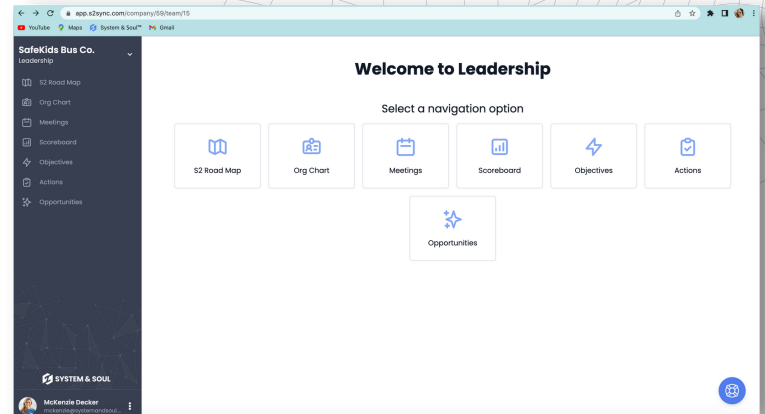 app.s2sync.com/company/59/team/15
YouTube Maps System & Soul™ Gmail
SafeKids Bus Co.
Leadership
S2 Road Map
Org Chart
Meetings
Scoreboard
Objectives
Actions
Opportunities
SYSTEM & SOUL
McKenzie Decker
mckenzie@systemandsoul...
Welcome to Leadership
Select a navigation option
S2 Road Map
Org Chart
Meetings
Scoreboard
Objectives
Actions
Opportunities